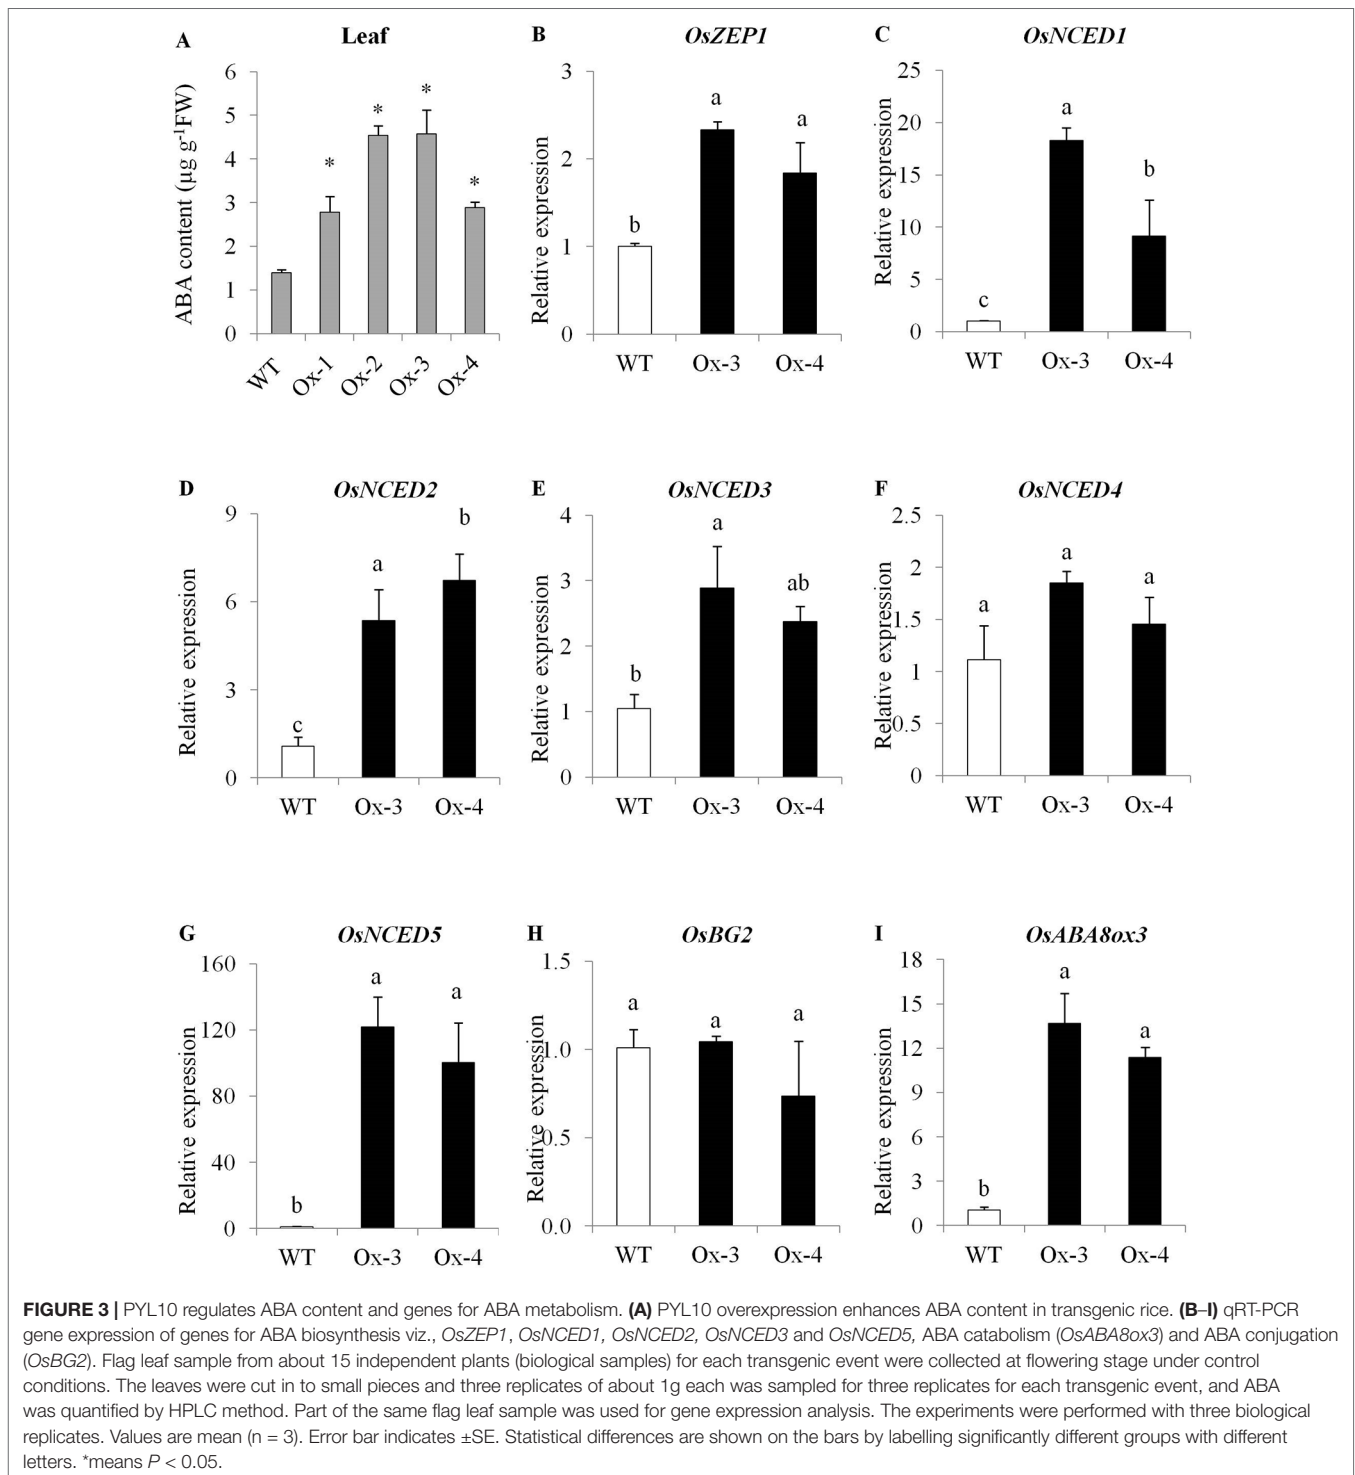 A
Leaf
ABA content (µg g-1FW)
6
5
4
3
2
1
0
*
*
*
*
WT
Ox-1
Ox-2
Ox-3
Ox-4
B
OsZEP1
Relative expression
3
2
1
0
b
a
a
WT
Ox-3
Ox-4
C
OsNCED1
Relative expression
25
20
15
10
5
0
c
a
b
WT
Ox-3
Ox-4
D
OsNCED2
Relative expression
9
6
3
0
c
a
b
WT
Ox-3
Ox-4
E
OsNCED3
Relative expression
4
3
2
1
0
b
a
ab
WT
Ox-3
Ox-4
F
OsNCED4
Relative expression
2.5
2
1.5
1
0.5
0
a
a
a
WT
Ox-3
Ox-4
G
OsNCED5
Relative expression
160
120
80
40
0
b
a
a
WT
Ox-3
Ox-4
H
OsBG2
Relative expression
1.5
1.0
0.5
0.0
a
a
a
WT
Ox-3
Ox-4
I
OsABA8ox3
Relative expression
18
15
12
9
6
3
0
b
a
a
WT
Ox-3
Ox-4
FIGURE 3 | PYL10 regulates ABA content and genes for ABA metabolism. (A) PYL10 overexpression enhances ABA content in transgenic rice. (B–I) qRT-PCR
gene expression of genes for ABA biosynthesis viz., OsZEP1, OsNCED1, OsNCED2, OsNCED3 and OsNCED5, ABA catabolism (OsABA8ox3) and ABA conjugation
(OsBG2). Flag leaf sample from about 15 independent plants (biological samples) for each transgenic event were collected at flowering stage under control
conditions. The leaves were cut in to small pieces and three replicates of about 1g each was sampled for three replicates for each transgenic event, and ABA
was quantified by HPLC method. Part of the same flag leaf sample was used for gene expression analysis. The experiments were performed with three biological
replicates. Values are mean (n = 3). Error bar indicates ±SE. Statistical differences are shown on the bars by labelling significantly different groups with different
letters. *means P < 0.05.